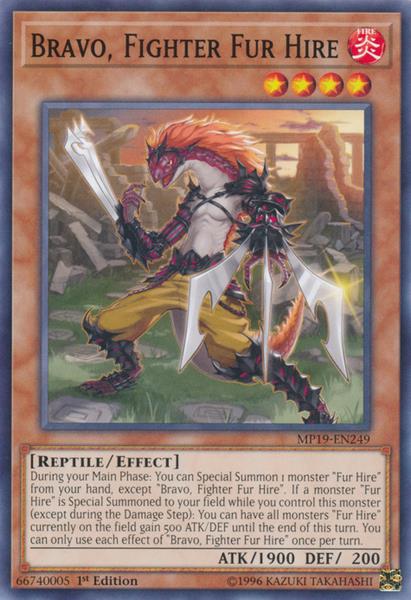 Bravo, Fighter Fur Hire
FIRE
炎
MP19-EN249
[Reptile/Effect]
During your Main Phase: You can Special Summon 1 monster "Fur Hire"
from your hand, except "Bravo, Fighter Fur Hire". If a monster "Fur
Hire" is Special Summoned to your field while you control this monster
(except during the Damage Step): You can have all monsters "Fur Hire"
currently on the field gain 500 ATK/DEF until the end of this turn. You
can only use each effect of "Bravo, Fighter Fur Hire" once per turn.
ATK/1900 DEF/ 200
66740005 1st Edition ©1996 KAZUKI TAKAHASHI